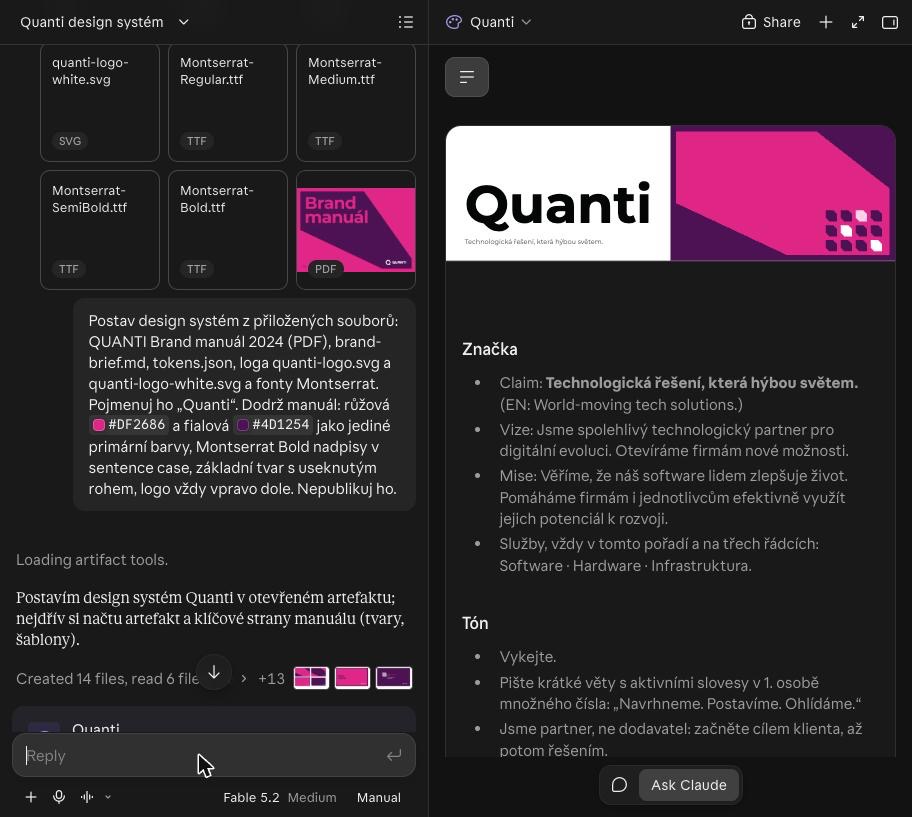 Quanti design systém
quanti-logo-
white.svg
SVG
Montserrat-
Regular.ttf
TTF
Montserrat-
Medium.ttf
TTF
Montserrat-
SemiBold.ttf
TTF
Montserrat-
Bold.ttf
TTF
Brand
manuál
QUANTI
PDF
Postav design systém z přiložených souborů:
QUANTI Brand manuál 2024 (PDF), brand-
brief.md, tokens.json, loga quanti-logo.svg a
quanti-logo-white.svg a fonty Montserrat.
Pojmenuj ho „Quanti“. Dodrž manuál: růžová
#DF2686 a fialová #4D1254 jako jediné
primární barvy, Montserrat Bold nadpisy v
sentence case, základní tvar s useknutým
rohem, logo vždy vpravo dole. Nepublikuj ho.
Loading artifact tools.
Postavím design systém Quanti v otevřeném artefaktu;
nejdřív si načtu artefakt a klíčové strany manuálu (tvary,
šablony).
Created 14 files, read 6 file
+13
Quanti
Reply
Fable 5.2 Medium
Manual
Quanti
Share
Quanti
Technologická řešení, která hýbou světem.
Značka
Claim: Technologická řešení, která hýbou světem.
(EN: World-moving tech solutions.)
Vize: Jsme spolehlivý technologický partner pro
digitální evoluci. Otevíráme firmám nové možnosti.
Mise: Věříme, že náš software lidem zlepšuje život.
Pomáháme firmám i jednotlivcům efektivně využít
jejich potenciál k rozvoji.
Služby, vždy v tomto pořadí a na třech řádcích:
Software · Hardware · Infrastruktura.
Tón
Vykejte.
Pište krátké věty s aktivními slovesy v 1. osobě
množného čísla: „Navrhneme. Postavíme. Ohlídáme.“
Jsme partner, ne dodavatel: začněte cílem klienta, až
potom řešením.
Ask Claude